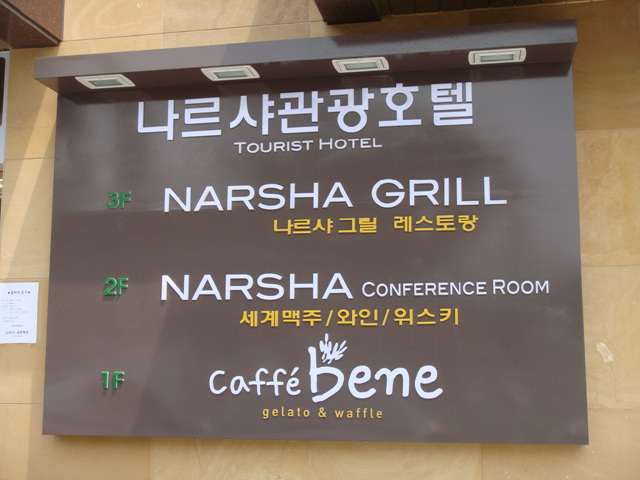 나르샤관광호텔
TOURIST HOTEL
3F NARSHA GRILL
나르샤 그릴 레스토랑
2F NARSHA CONFERENCE ROOM
세계맥주/와인/위스키
1F Caffé bene
gelato & waffle